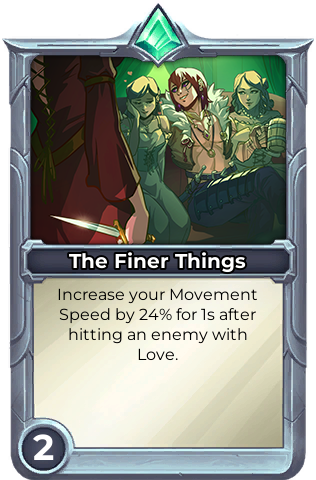 The Finer Things
Increase your Movement
Speed by 24% for 1s after
hitting an enemy with
Love.
2